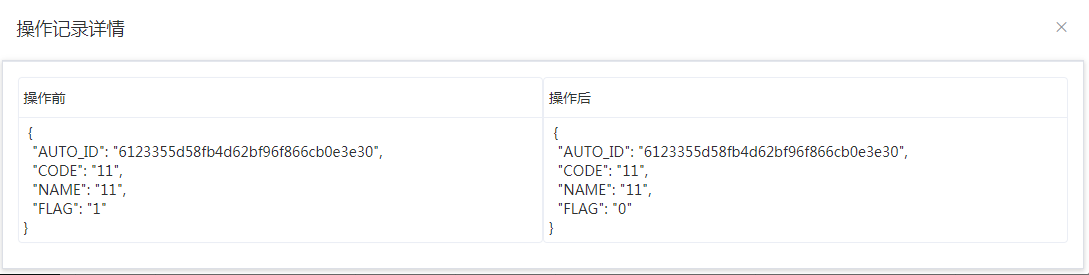 操作记录详情
操作前
{
"AUTO_ID": "6123355d58fb4d62bf96f866cb0e3e30",
"CODE": "11",
"NAME": "11",
"FLAG": "1"
}
操作后
{
"AUTO_ID": "6123355d58fb4d62bf96f866cb0e3e30",
"CODE": "11",
"NAME": "11",
"FLAG": "0"
}